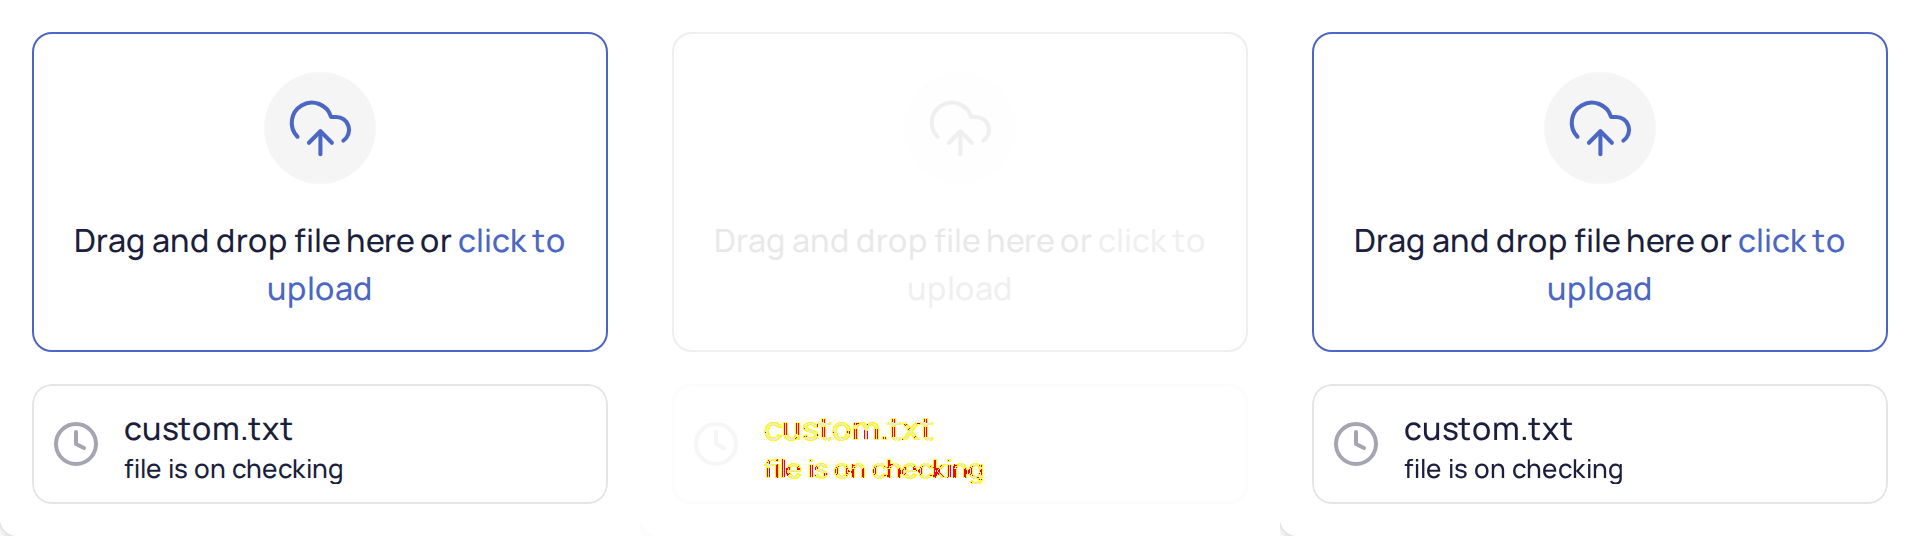 Drag and drop file here or click to
upload
custom.txt
file is on checking
Drag and drop file here or click to
upload
custom.txt
file is on checking
Drag and drop file here or click to
upload
custom.txt
file is on checking